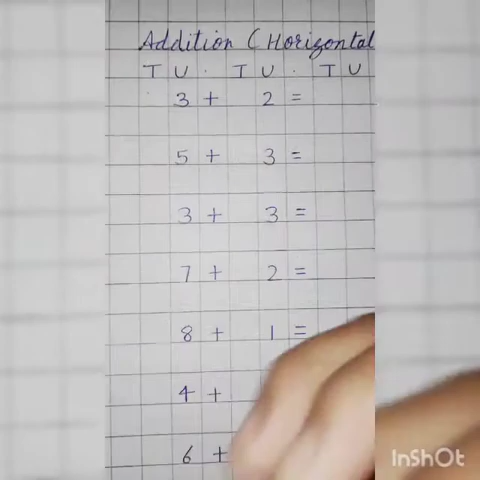 Addition (Horizontal
T U . T U . T U
3 + 2 =
5 + 3 =
3 + 3 =
7 + 2 =
8 + 1 =
4 +
6 +
InShOt